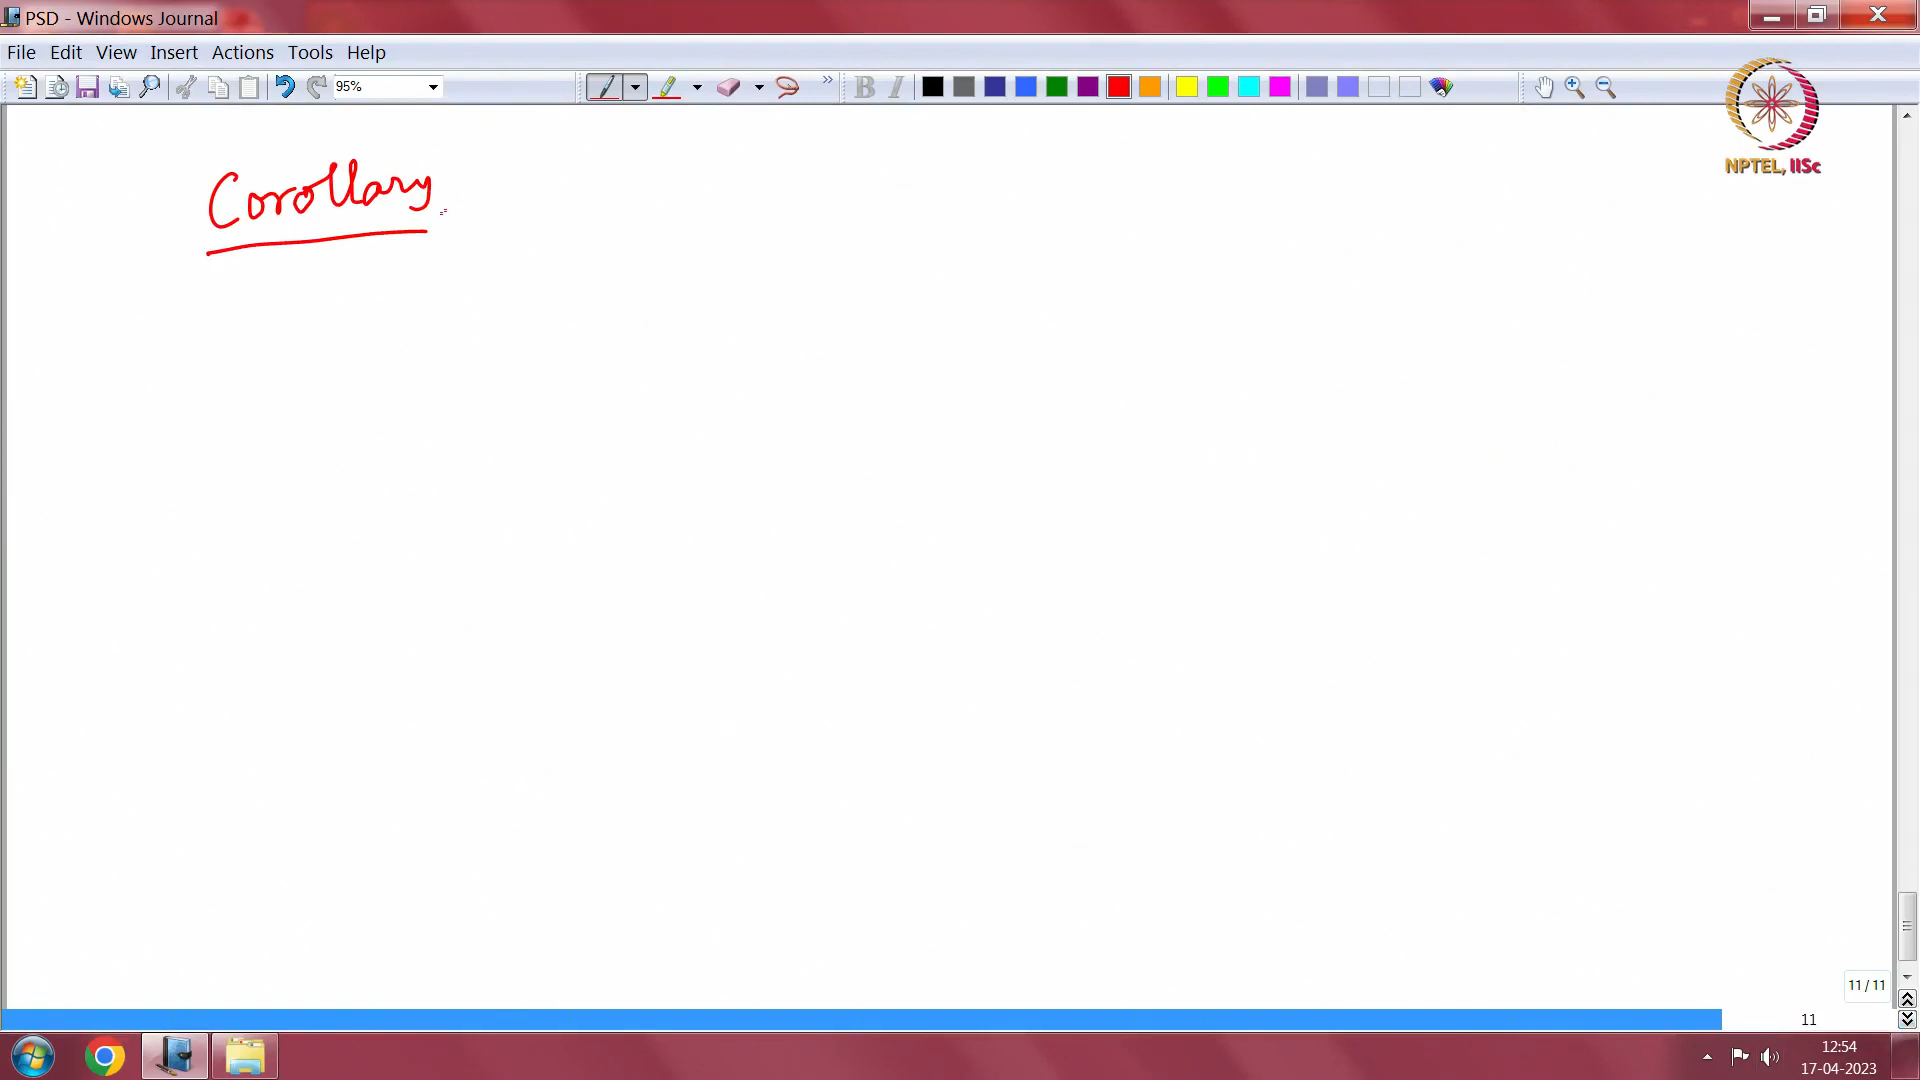 PSD - Windows Journal
File Edit View Insert Actions Tools Help
95%
B I
NPTEL, IISc
Corollary
11 / 11
11
12:54
17-04-2023